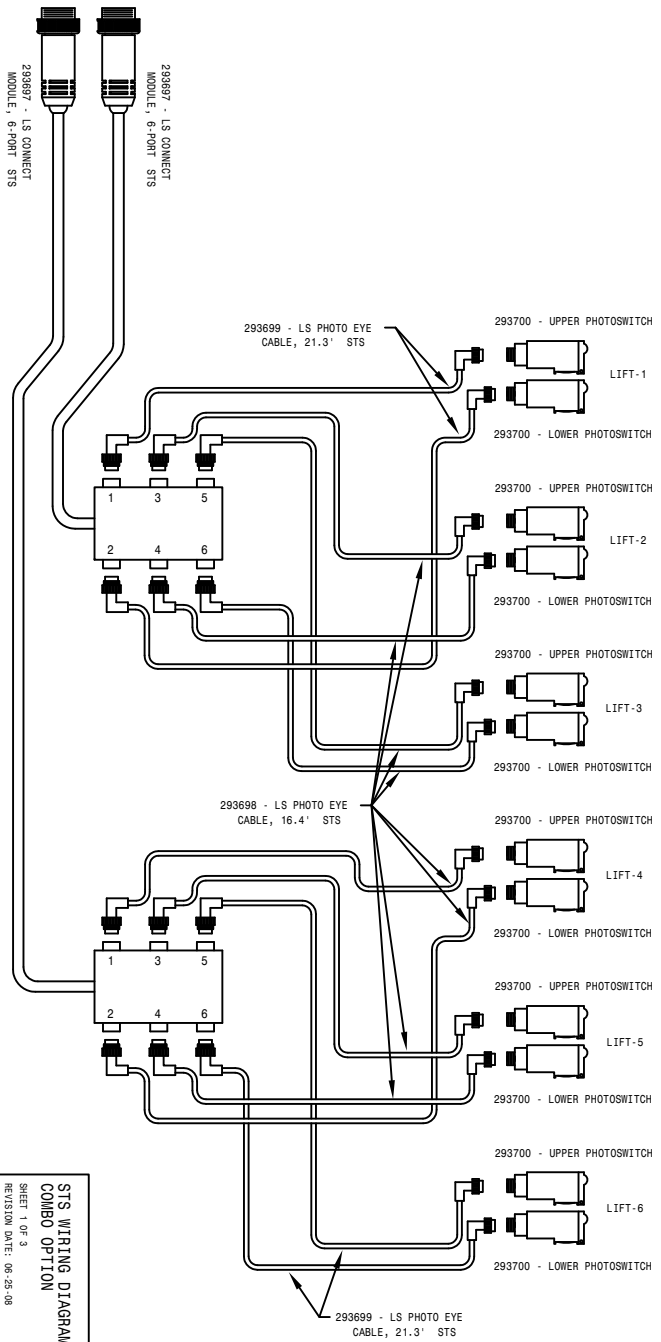 293697 - LS CONNECT
MODULE, 6-PORT STS
293697 - LS CONNECT
MODULE, 6-PORT STS
293699 - LS PHOTO EYE
CABLE, 21.3' STS
293700 - UPPER PHOTOSWITCH
LIFT-1
293700 - LOWER PHOTOSWITCH
293700 - UPPER PHOTOSWITCH
LIFT-2
293700 - LOWER PHOTOSWITCH
293700 - UPPER PHOTOSWITCH
LIFT-3
293700 - LOWER PHOTOSWITCH
1 3 5
2 4 6
293698 - LS PHOTO EYE
CABLE, 16.4' STS
293700 - UPPER PHOTOSWITCH
LIFT-4
293700 - LOWER PHOTOSWITCH
293700 - UPPER PHOTOSWITCH
LIFT-5
293700 - LOWER PHOTOSWITCH
293700 - UPPER PHOTOSWITCH
LIFT-6
293700 - LOWER PHOTOSWITCH
1 3 5
2 4 6
293699 - LS PHOTO EYE
CABLE, 21.3' STS
STS WIRING DIAGRAM
COMBO OPTION
SHEET 1 OF 3
REVISION DATE: 06-25-08